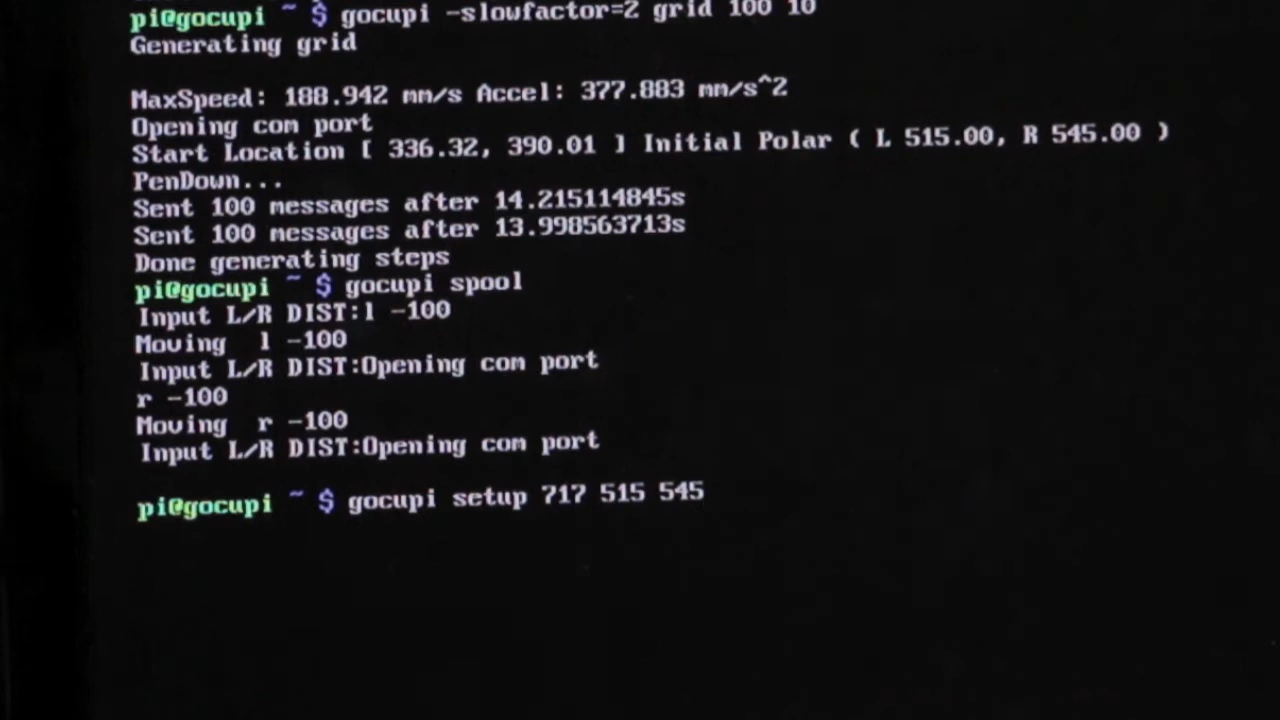 pi@gocupi ~ $ gocupi -slowfactor=2 grid 100 10
Generating grid
MaxSpeed: 188.942 mm/s Accel: 377.883 mm/s^2
Opening com port
Start Location [ 336.32, 390.01 ] Initial Polar ( L 515.00, R 545.00 )
PenDown...
Sent 100 messages after 14.215114845s
Sent 100 messages after 13.998563713s
Done generating steps
pi@gocupi ~ $ gocupi spool
Input L/R DIST:l -100
Moving  l -100
Input L/R DIST:Opening com port
r -100
Moving  r -100
Input L/R DIST:Opening com port
pi@gocupi ~ $ gocupi setup 717 515 545